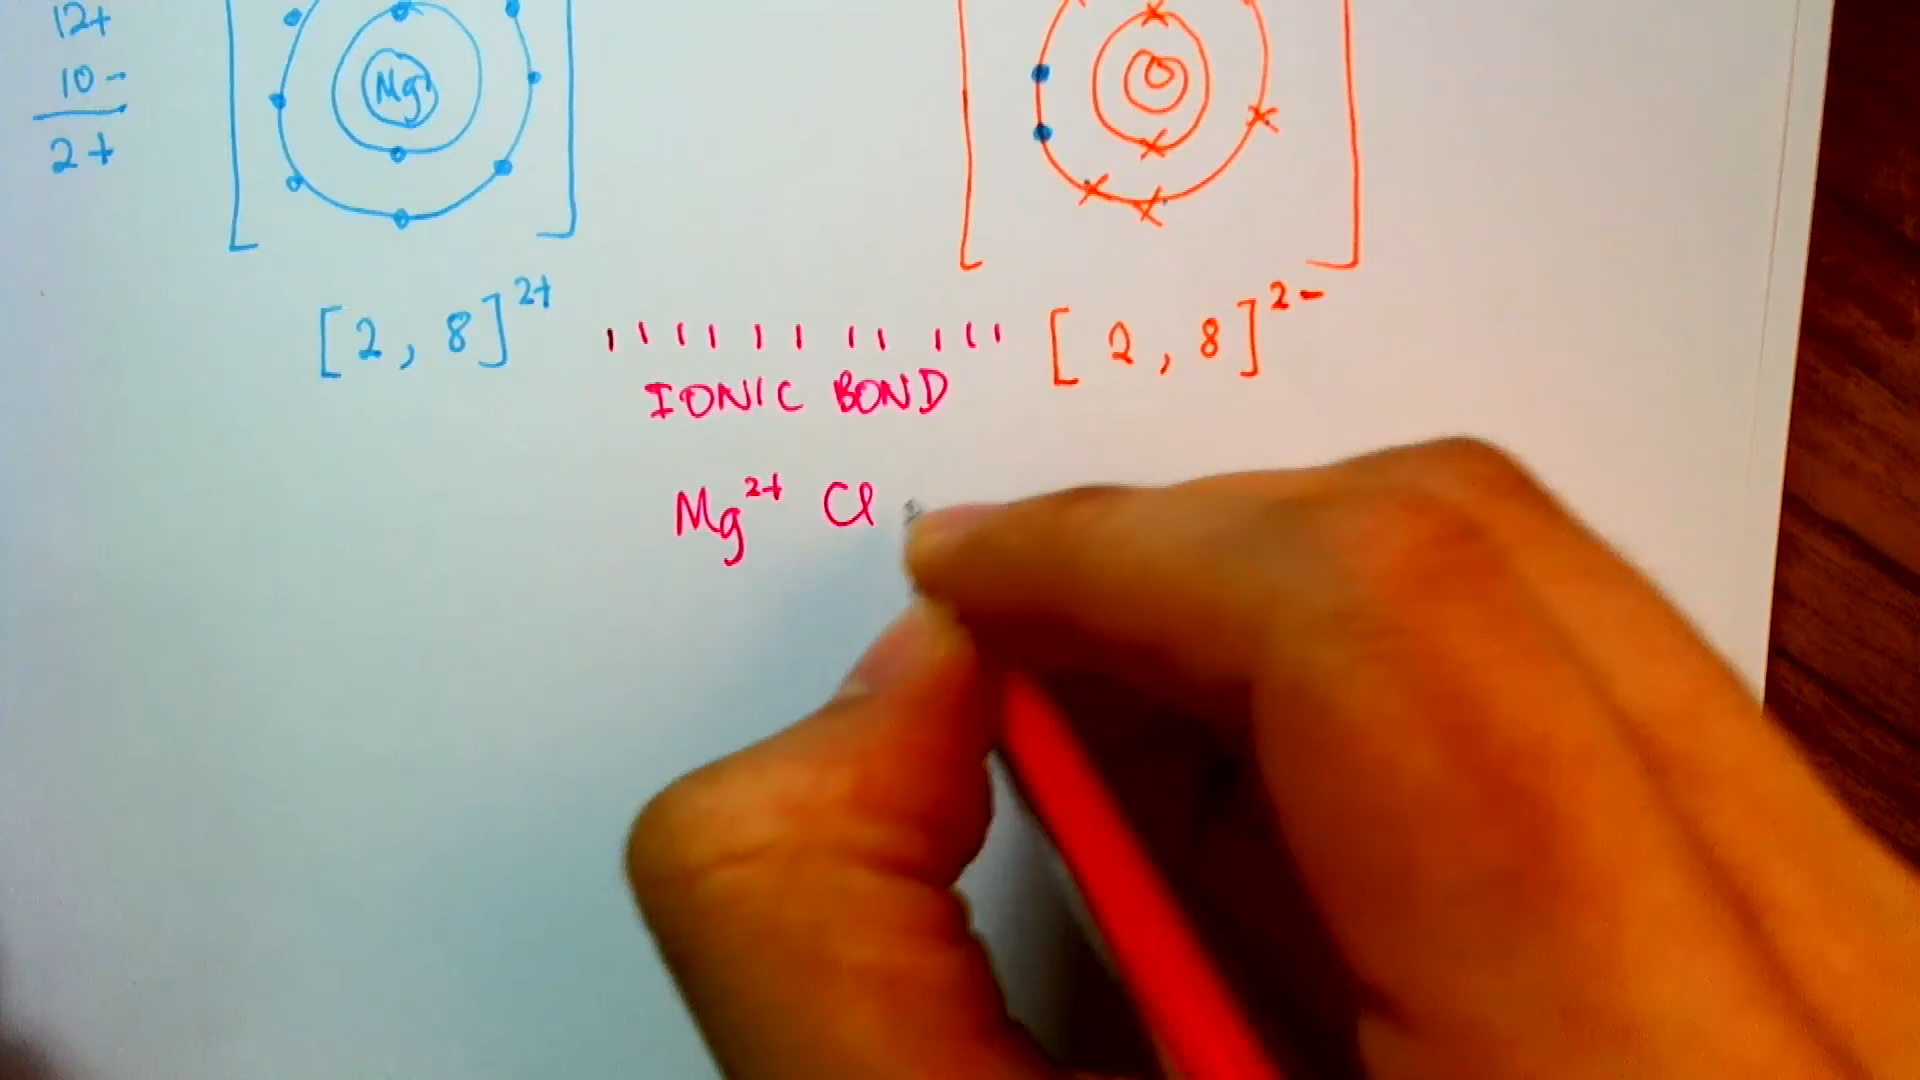 12+
10-
2+
Mg
O
[2, 8]2+
[2, 8]2-
IONIC BOND
Mg2+ Cl